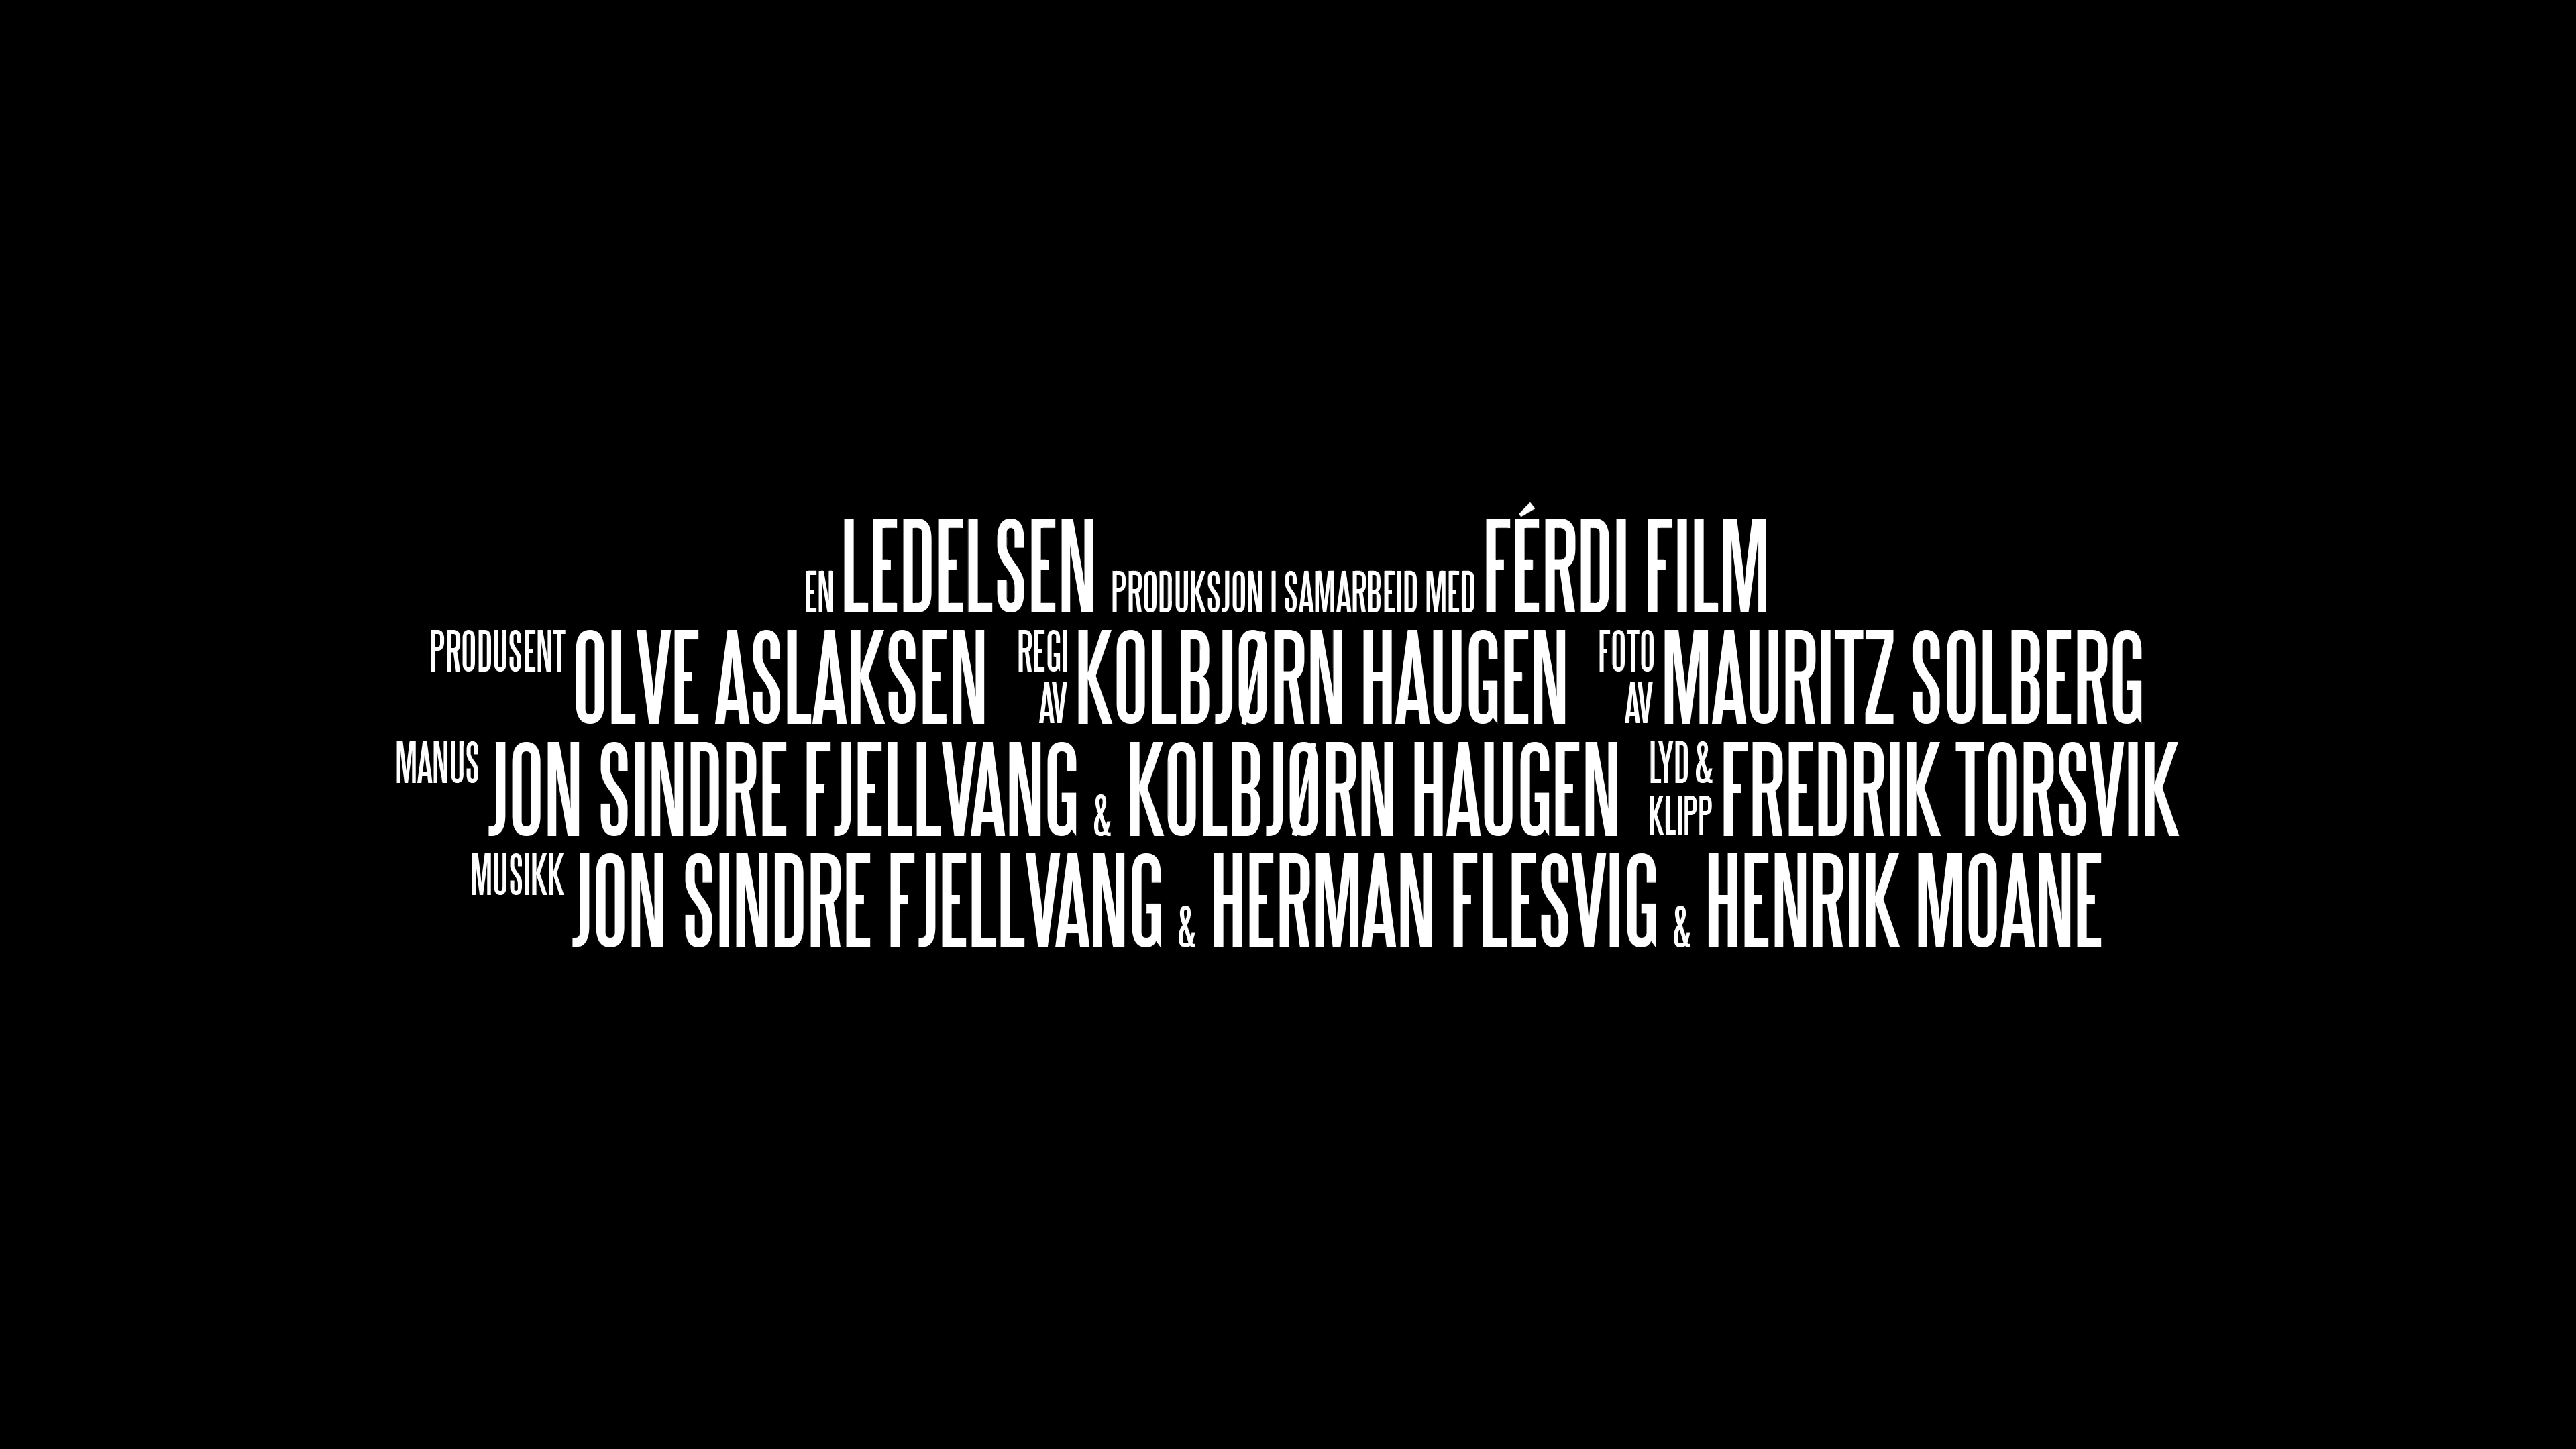 EN LEDELSEN PRODUKSJON I SAMARBEID MED FÉRDI FILM
PRODUSENT OLVE ASLAKSEN REGI AV KOLBJØRN HAUGEN FOTO AV MAURITZ SOLBERG
MANUS JON SINDRE FJELLVANG & KOLBJØRN HAUGEN LYD & KLIPP FREDRIK TORSVIK
MUSIKK JON SINDRE FJELLVANG & HERMAN FLESVIG & HENRIK MOANE